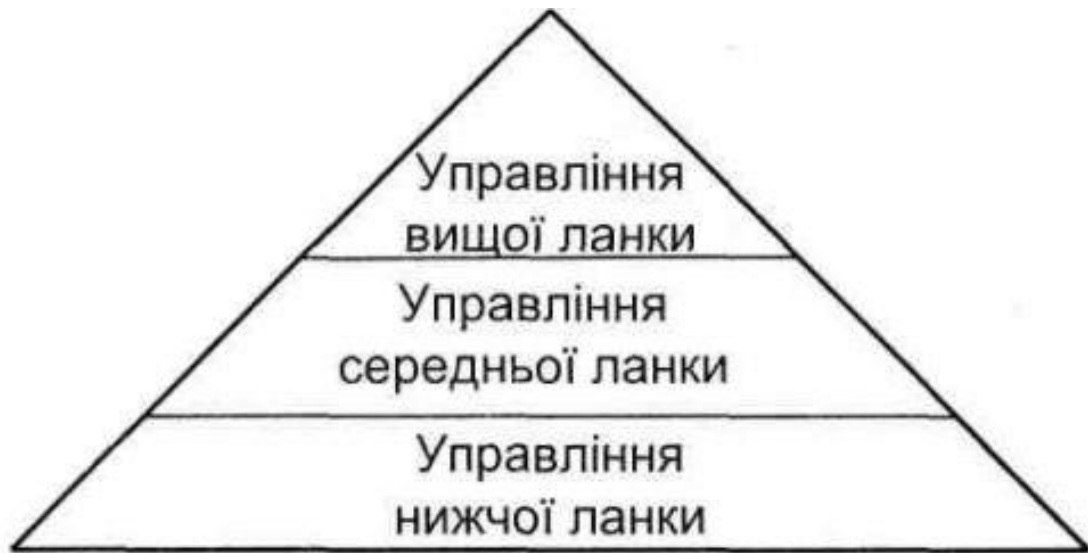 Управління
вищої ланки
Управління
середньої ланки
Управління
нижчої ланки